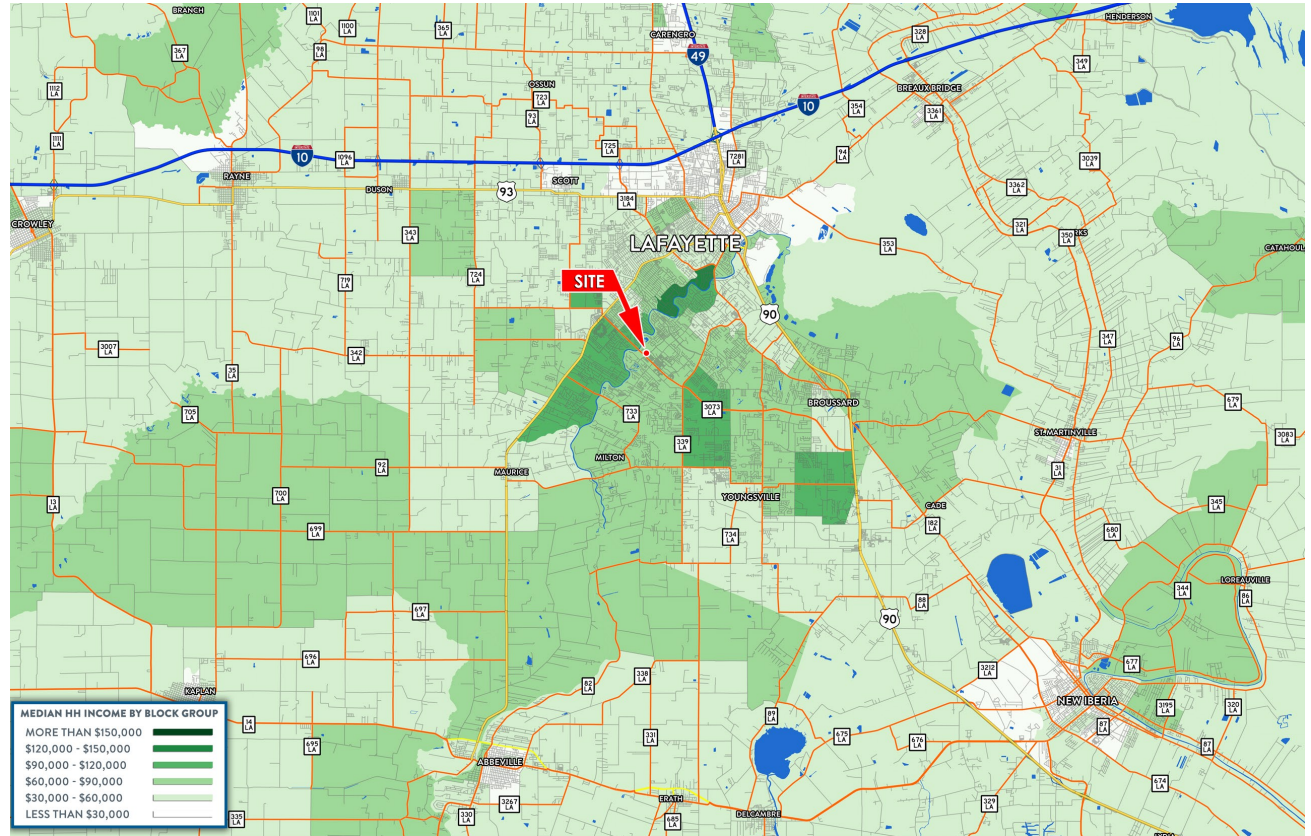 BRANCH
1101 LA
1100 LA
365 LA
367 LA
98 LA
CARENCRO
49
328 LA
HENDERSON
349 LA
1112 LA
OSSUN
723 LA
93 LA
BREAUX BRIDGE
3361 LA
354 LA
10
1111 LA
10
1096 LA
725 LA
7281 LA
94 LA
3039 LA
RAYNE
DUSON
93
SCOTT
3184 LA
3362 LA
321 LA
350 LA
RKS
CROWLEY
343 LA
LAFAYETTE
353 LA
CATAHOUL
719 LA
724 LA
SITE
90
3007 LA
342 LA
347 LA
96 LA
35 LA
705 LA
733 LA
3073 LA
BROUSSARD
679 LA
ST. MARTINVILLE
3083 LA
339 LA
92 LA
MAURICE
MILTON
31 LA
13 LA
700 LA
YOUNGSVILLE
CADE
345 LA
699 LA
734 LA
182 LA
680 LA
LOREAUVILLE
344 LA
86 LA
697 LA
88 LA
90
696 LA
338 LA
3212 LA
677 LA
KAPLAN
82 LA
NEW IBERIA
3195 LA
320 LA
14 LA
89 LA
87 LA
695 LA
331 LA
675 LA
676 LA
87 LA
ABBEVILLE
674 LA
ERATH
3267 LA
330 LA
685 LA
DELCAMBRE
329 LA
335 LA
MEDIAN HH INCOME BY BLOCK GROUP
MORE THAN $150,000
$120,000 - $150,000
$90,000 - $120,000
$60,000 - $90,000
$30,000 - $60,000
LESS THAN $30,000